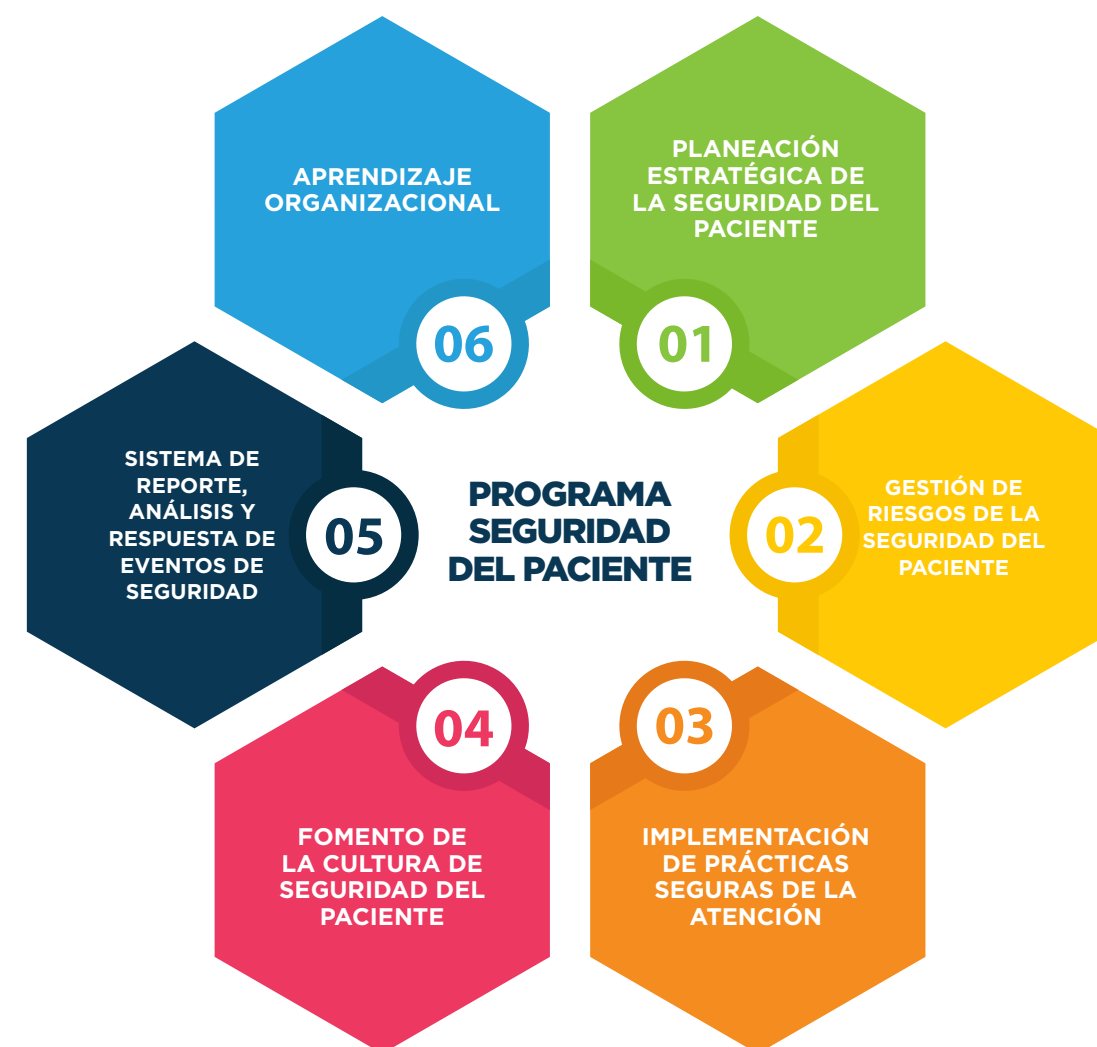 PROGRAMA
SEGURIDAD
DEL PACIENTE
PLANEACIÓN
ESTRATÉGICA DE
LA SEGURIDAD DEL
PACIENTE
01
GESTIÓN DE
RIESGOS DE LA
SEGURIDAD DEL
PACIENTE
02
IMPLEMENTACIÓN
DE PRÁCTICAS
SEGURAS DE LA
ATENCIÓN
03
FOMENTO DE
LA CULTURA DE
SEGURIDAD DEL
PACIENTE
04
SISTEMA DE
REPORTE,
ANÁLISIS Y
RESPUESTA DE
EVENTOS DE
SEGURIDAD
05
APRENDIZAJE
ORGANIZACIONAL
06